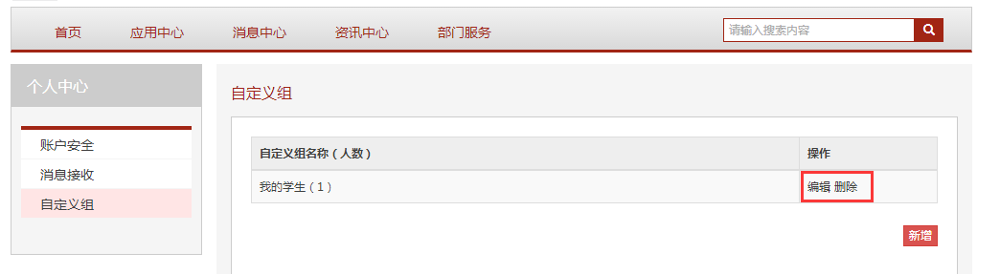 首页 应用中心 消息中心 资讯中心 部门服务 请输入搜索内容
个人中心
账户安全
消息接收
自定义组
自定义组
自定义组名称（人数） 操作
我的学生（1） 编辑 删除
新增